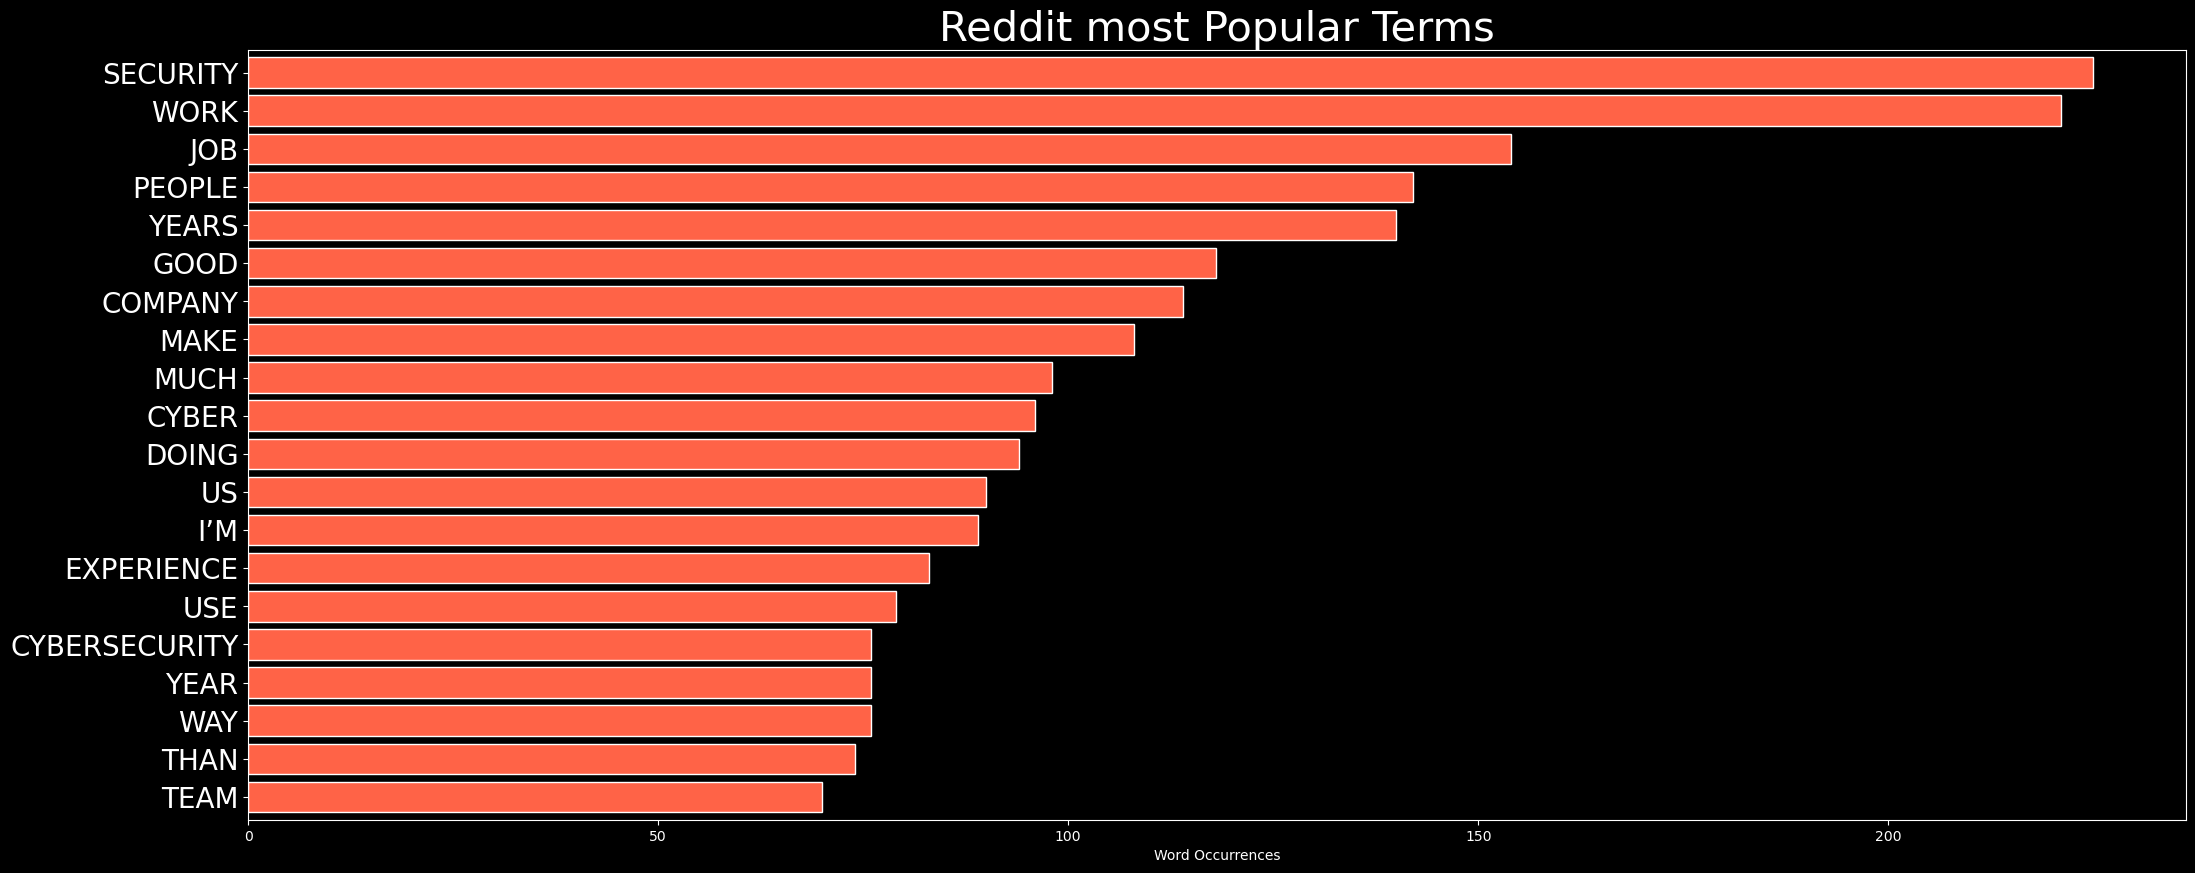 Reddit most Popular Terms
SECURITY
WORK
JOB
PEOPLE
YEARS
GOOD
COMPANY
MAKE
MUCH
CYBER
DOING
US
I’M
EXPERIENCE
USE
CYBERSECURITY
YEAR
WAY
THAN
TEAM
0 50 100 150 200
Word Occurrences